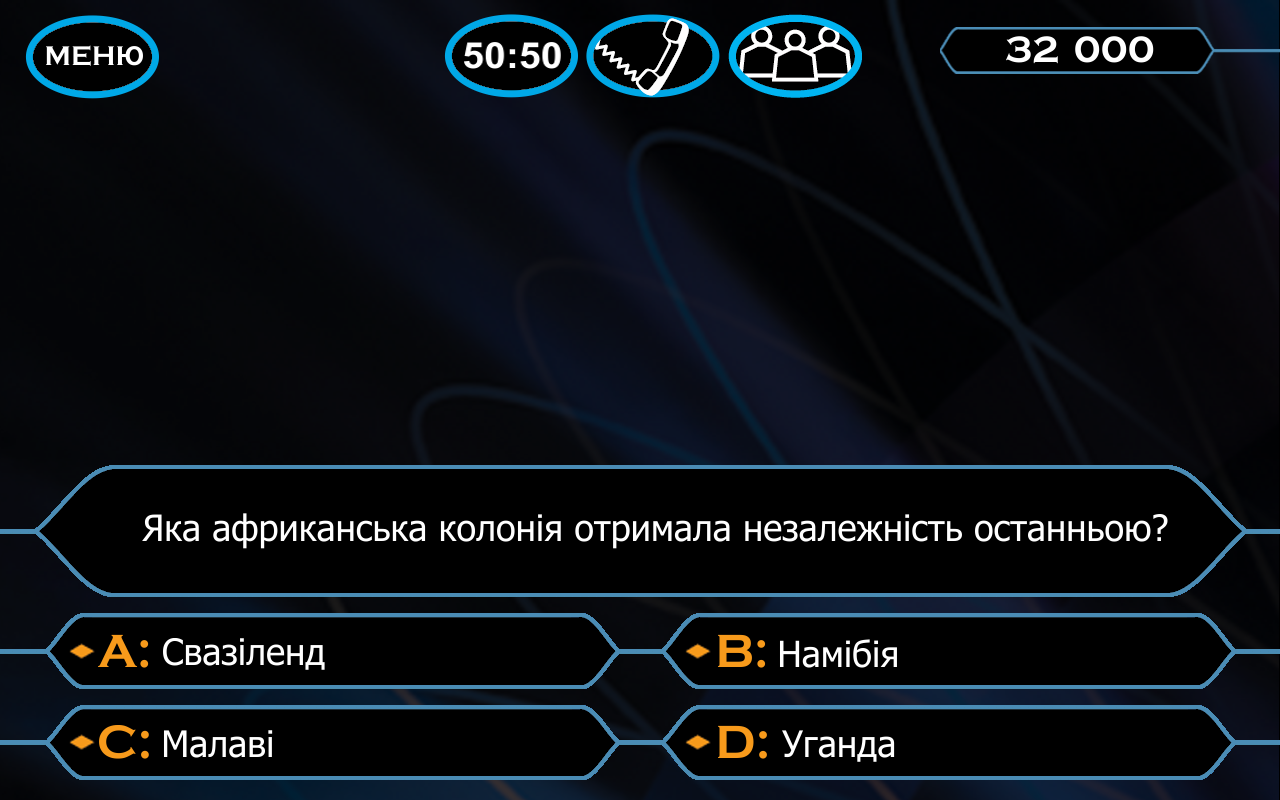 МЕНЮ
50:50
32 000
Яка африканська колонія отримала незалежність останньою?
A: Свазіленд
B: Намібія
C: Малаві
D: Уганда